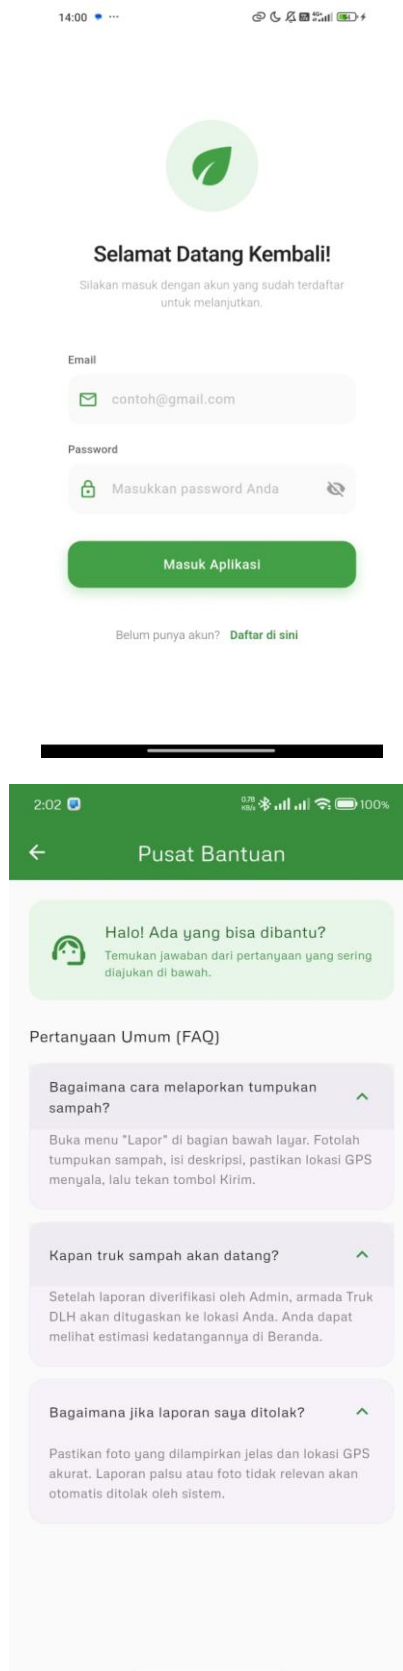 14:00
4G+
Selamat Datang Kembali!
Silakan masuk dengan akun yang sudah terdaftar
untuk melanjutkan.
Email
contoh@gmail.com
Password
Masukkan password Anda
Masuk Aplikasi
Belum punya akun? Daftar di sini
2:02
0.78 KB/s
100%
Pusat Bantuan
Halo! Ada yang bisa dibantu?
Temukan jawaban dari pertanyaan yang sering
diajukan di bawah.
Pertanyaan Umum (FAQ)
Bagaimana cara melaporkan tumpukan
sampah?
Buka menu "Lapor" di bagian bawah layar. Fotolah
tumpukan sampah, isi deskripsi, pastikan lokasi GPS
menyala, lalu tekan tombol Kirim.
Kapan truk sampah akan datang?
Setelah laporan diverifikasi oleh Admin, armada Truk
DLH akan ditugaskan ke lokasi Anda. Anda dapat
melihat estimasi kedatangannya di Beranda.
Bagaimana jika laporan saya ditolak?
Pastikan foto yang dilampirkan jelas dan lokasi GPS
akurat. Laporan palsu atau foto tidak relevan akan
otomatis ditolak oleh sistem.